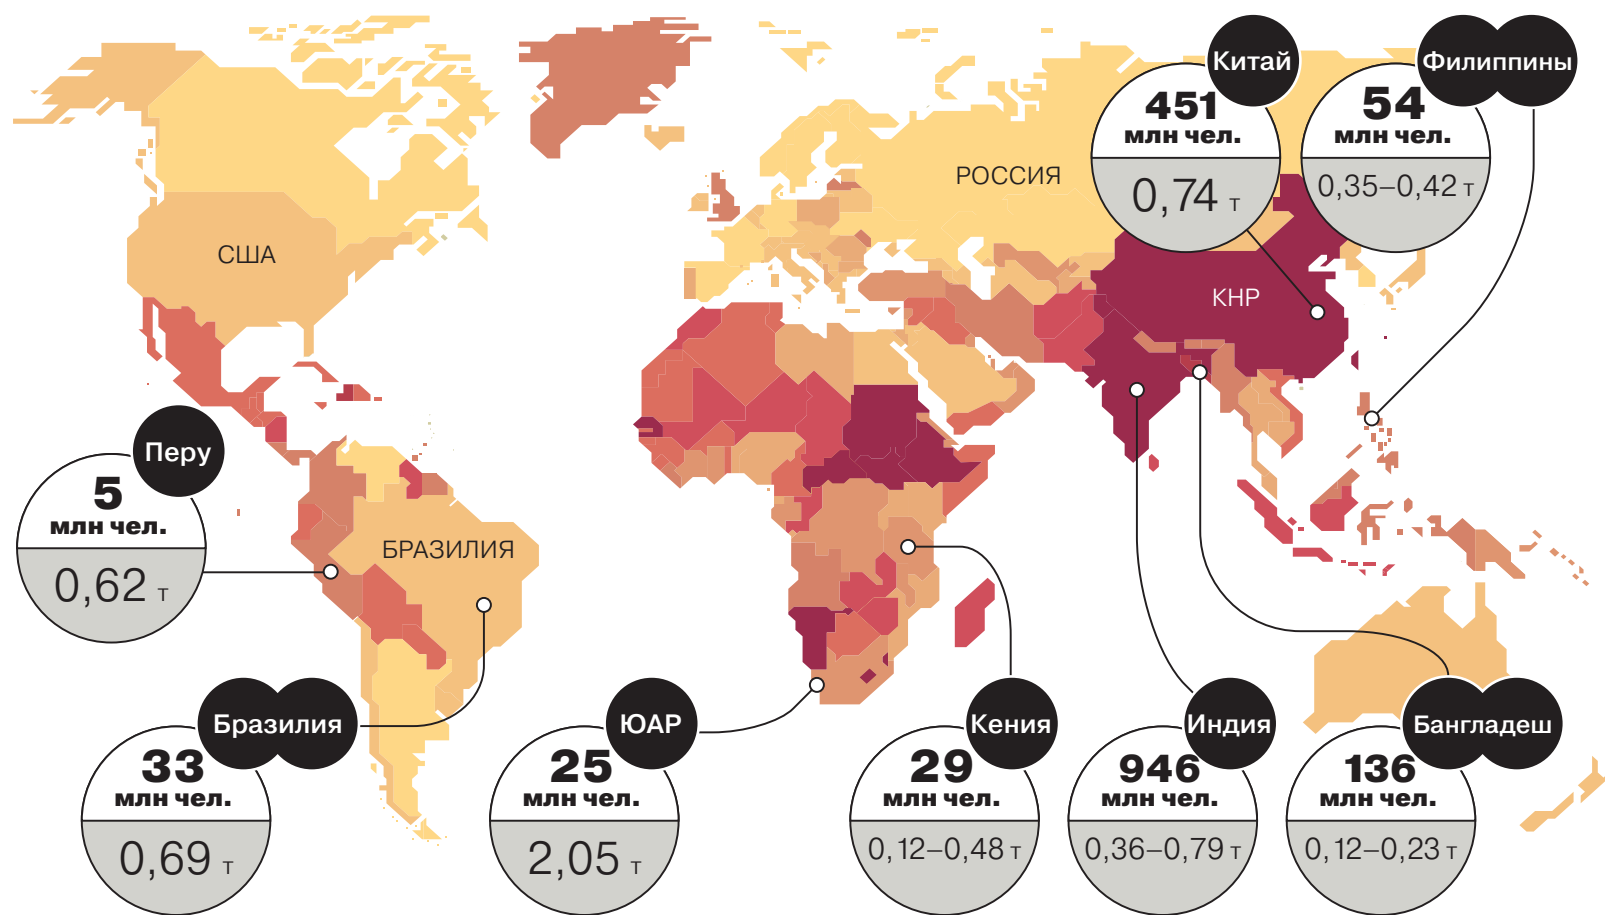 Китай
451
млн чел.
0,74 т
Филиппины
54
млн чел.
0,35–0,42 т
РОССИЯ
США
КНР
БРАЗИЛИЯ
Перу
5
млн чел.
0,62 т
Бразилия
33
млн чел.
0,69 т
ЮАР
25
млн чел.
2,05 т
Кения
29
млн чел.
0,12–0,48 т
Индия
946
млн чел.
0,36–0,79 т
Бангладеш
136
млн чел.
0,12–0,23 т